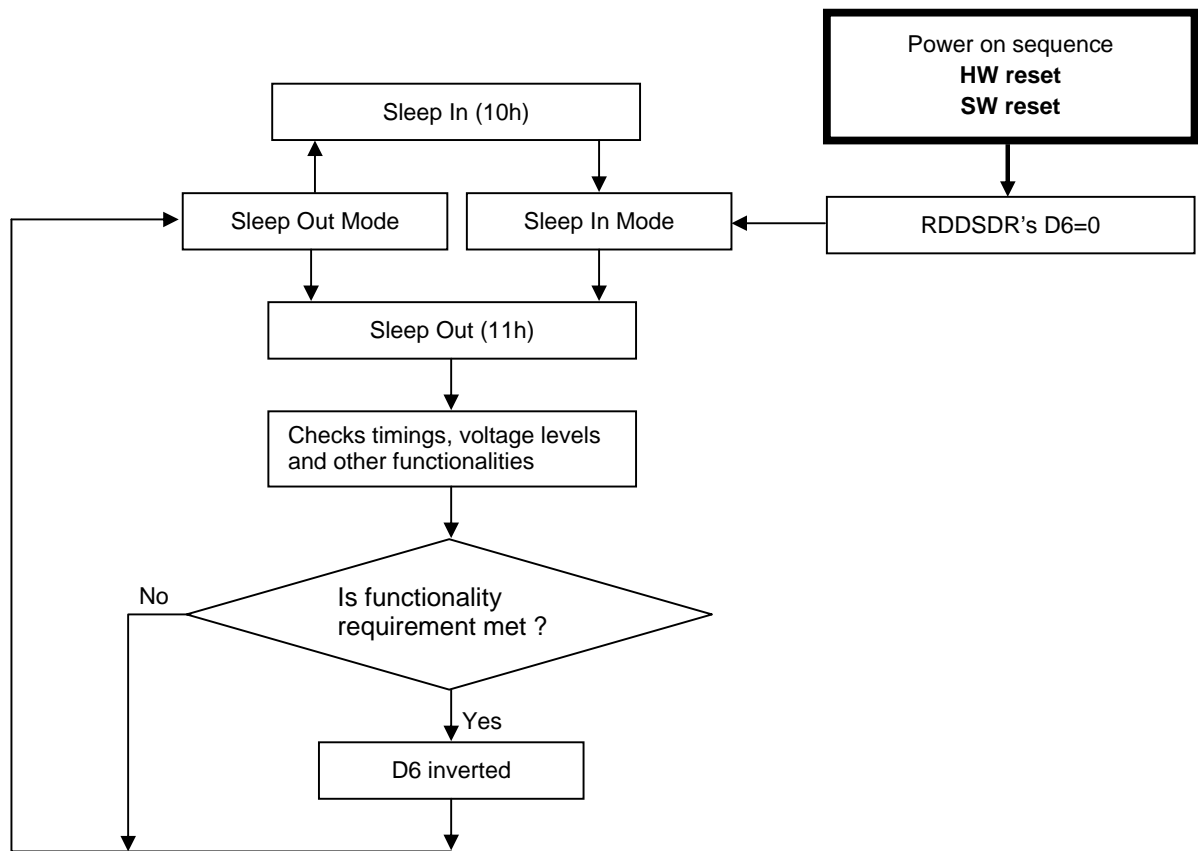 Power on sequence
HW reset
SW reset
Sleep In (10h)
Sleep Out Mode
Sleep In Mode
RDDSDR's D6=0
Sleep Out (11h)
Checks timings, voltage levels
and other functionalities
No
Is functionality
requirement met ?
Yes
D6 inverted